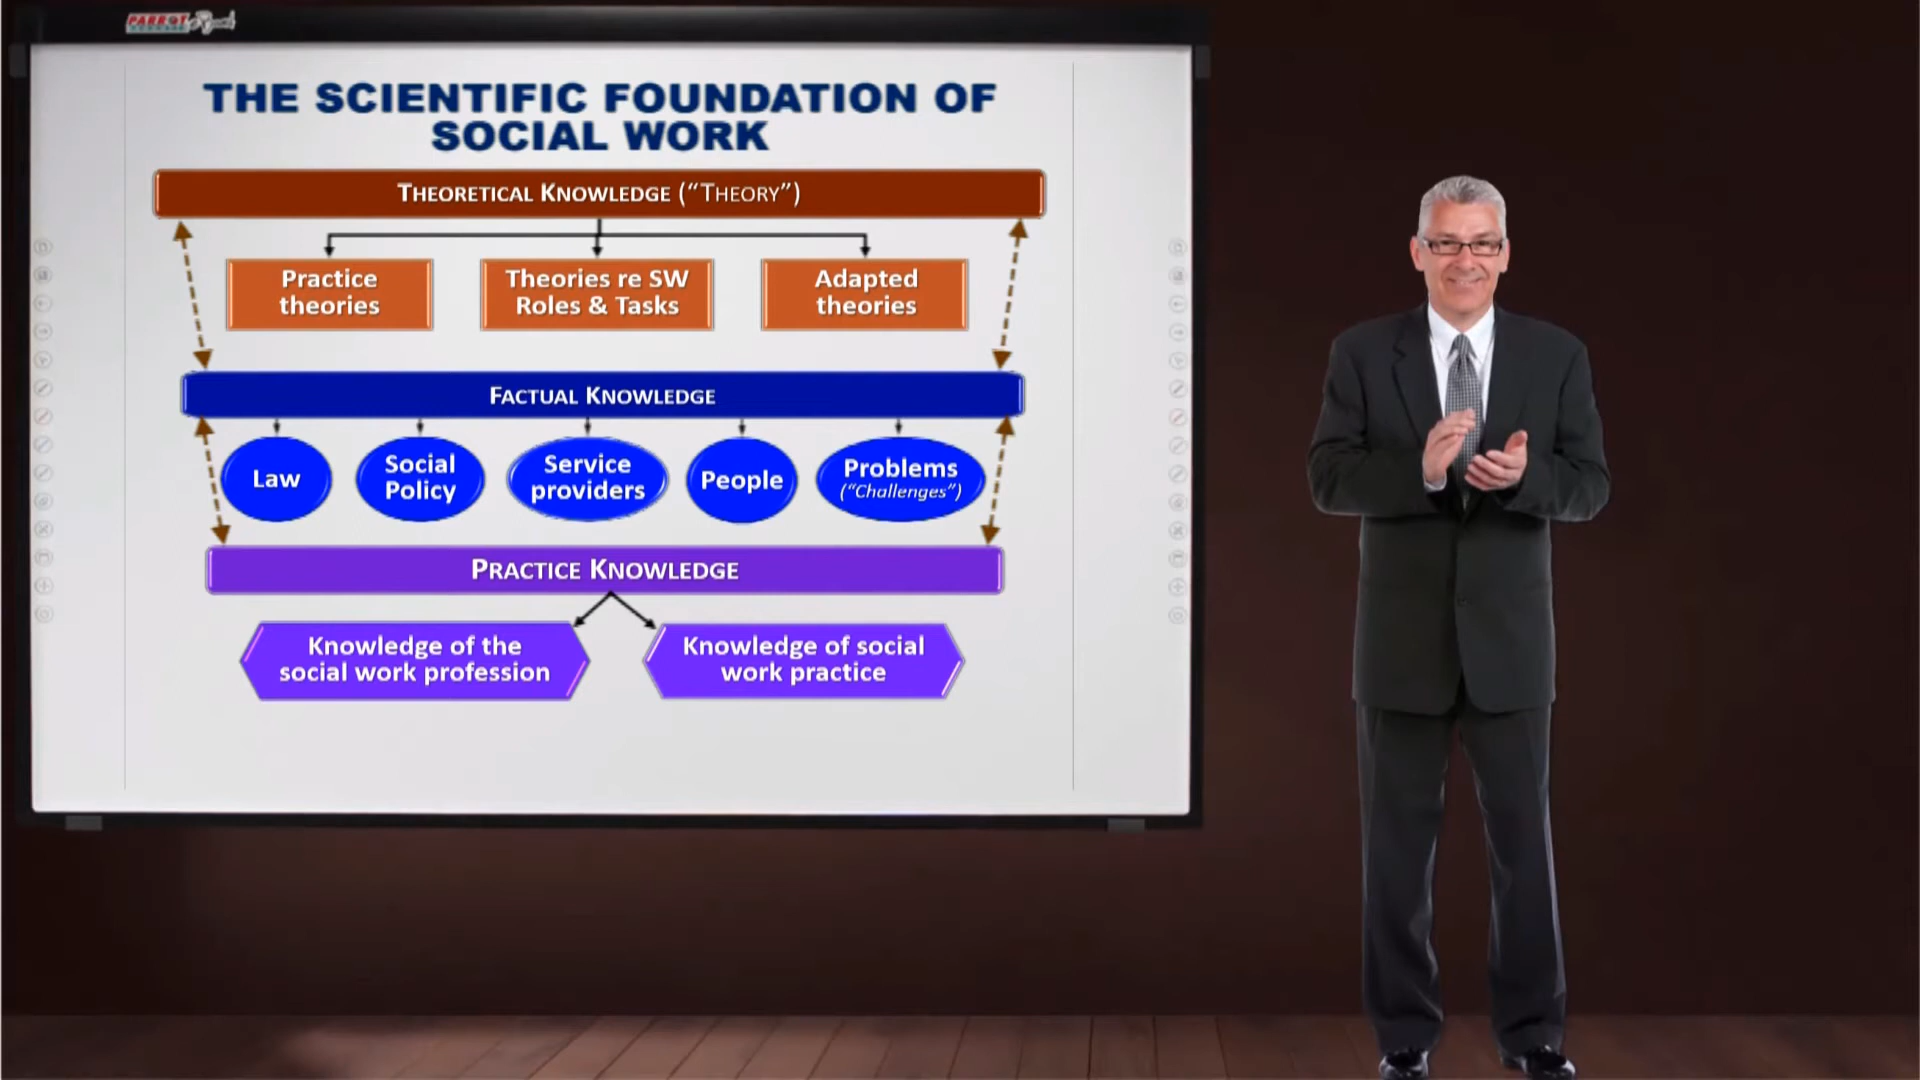 PARROT
THE SCIENTIFIC FOUNDATION OF
SOCIAL WORK
THEORETICAL KNOWLEDGE ("THEORY")
Practice
theories
Theories re SW
Roles & Tasks
Adapted
theories
FACTUAL KNOWLEDGE
Law
Social
Policy
Service
providers
People
Problems
("Challenges")
PRACTICE KNOWLEDGE
Knowledge of the
social work profession
Knowledge of social
work practice